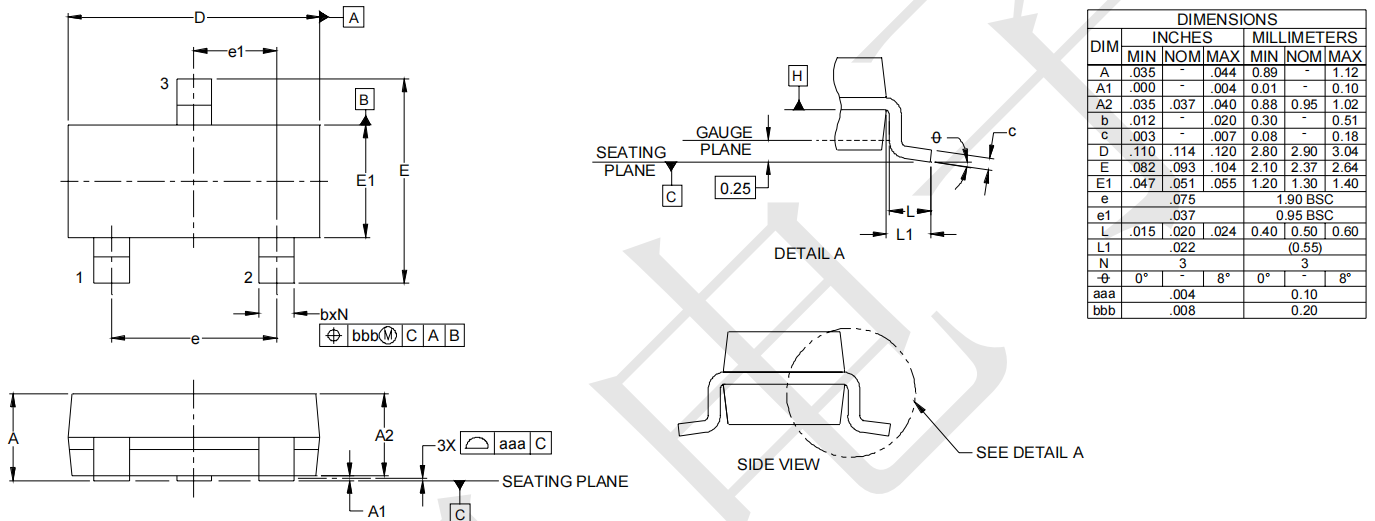 D
A
e1
3
B
E1
E
1
2
bxN
e
bbb Ⓜ C A B
A
A2
3X aaa C
SEATING PLANE
A1
C
H
GAUGE
PLANE
SEATING
PLANE
C
0.25
θ
c
L
L1
DETAIL A
SIDE VIEW
SEE DETAIL A
DIMENSIONS
DIM INCHES MILLIMETERS
MIN NOM MAX MIN NOM MAX
A .035 - .044 0.89 - 1.12
A1 .000 - .004 0.01 - 0.10
A2 .035 .037 .040 0.88 0.95 1.02
b .012 - .020 0.30 - 0.51
c .003 - .007 0.08 - 0.18
D .110 .114 .120 2.80 2.90 3.04
E .082 .093 .104 2.10 2.37 2.64
E1 .047 .051 .055 1.20 1.30 1.40
e .075 1.90 BSC
e1 .037 0.95 BSC
L .015 .020 .024 0.40 0.50 0.60
L1 .022 (0.55)
N 3 3
θ 0° - 8° 0° - 8°
aaa .004 0.10
bbb .008 0.20